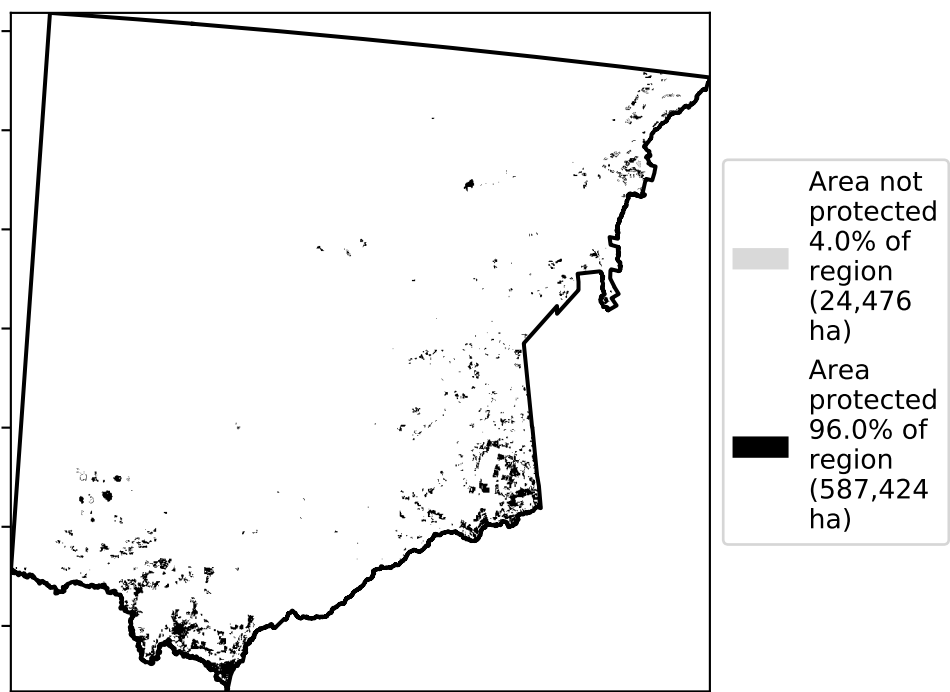 Area not
protected
4.0% of
region
(24,476
ha)
Area
protected
96.0% of
region
(587,424
ha)